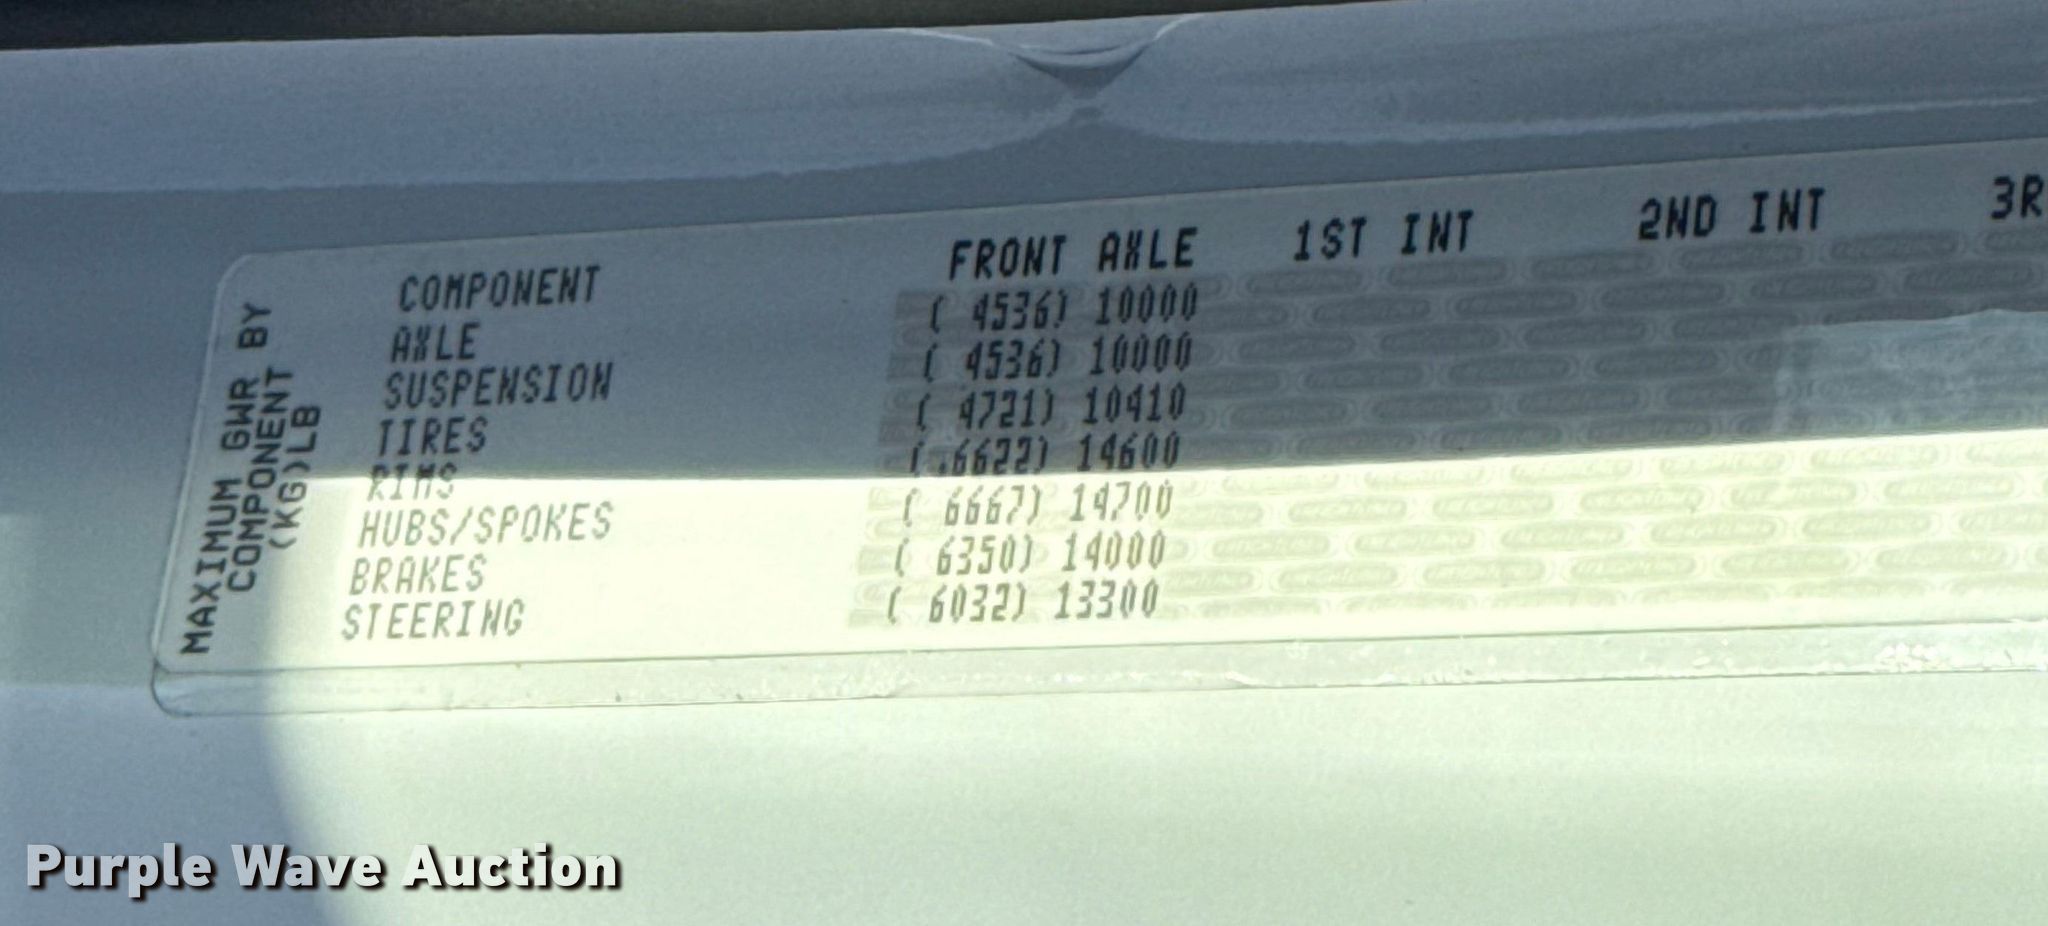 MAXIMUM GWR BY
COMPONENT
(KG)LB
COMPONENT FRONT AXLE 1ST INT 2ND INT 3R
AXLE ( 4536) 10000
SUSPENSION ( 4536) 10000
TIRES ( 4721) 10410
RIMS ( 6622) 14600
HUBS/SPOKES ( 6667) 14700
BRAKES ( 6350) 14000
STEERING ( 6032) 13300
Purple Wave Auction